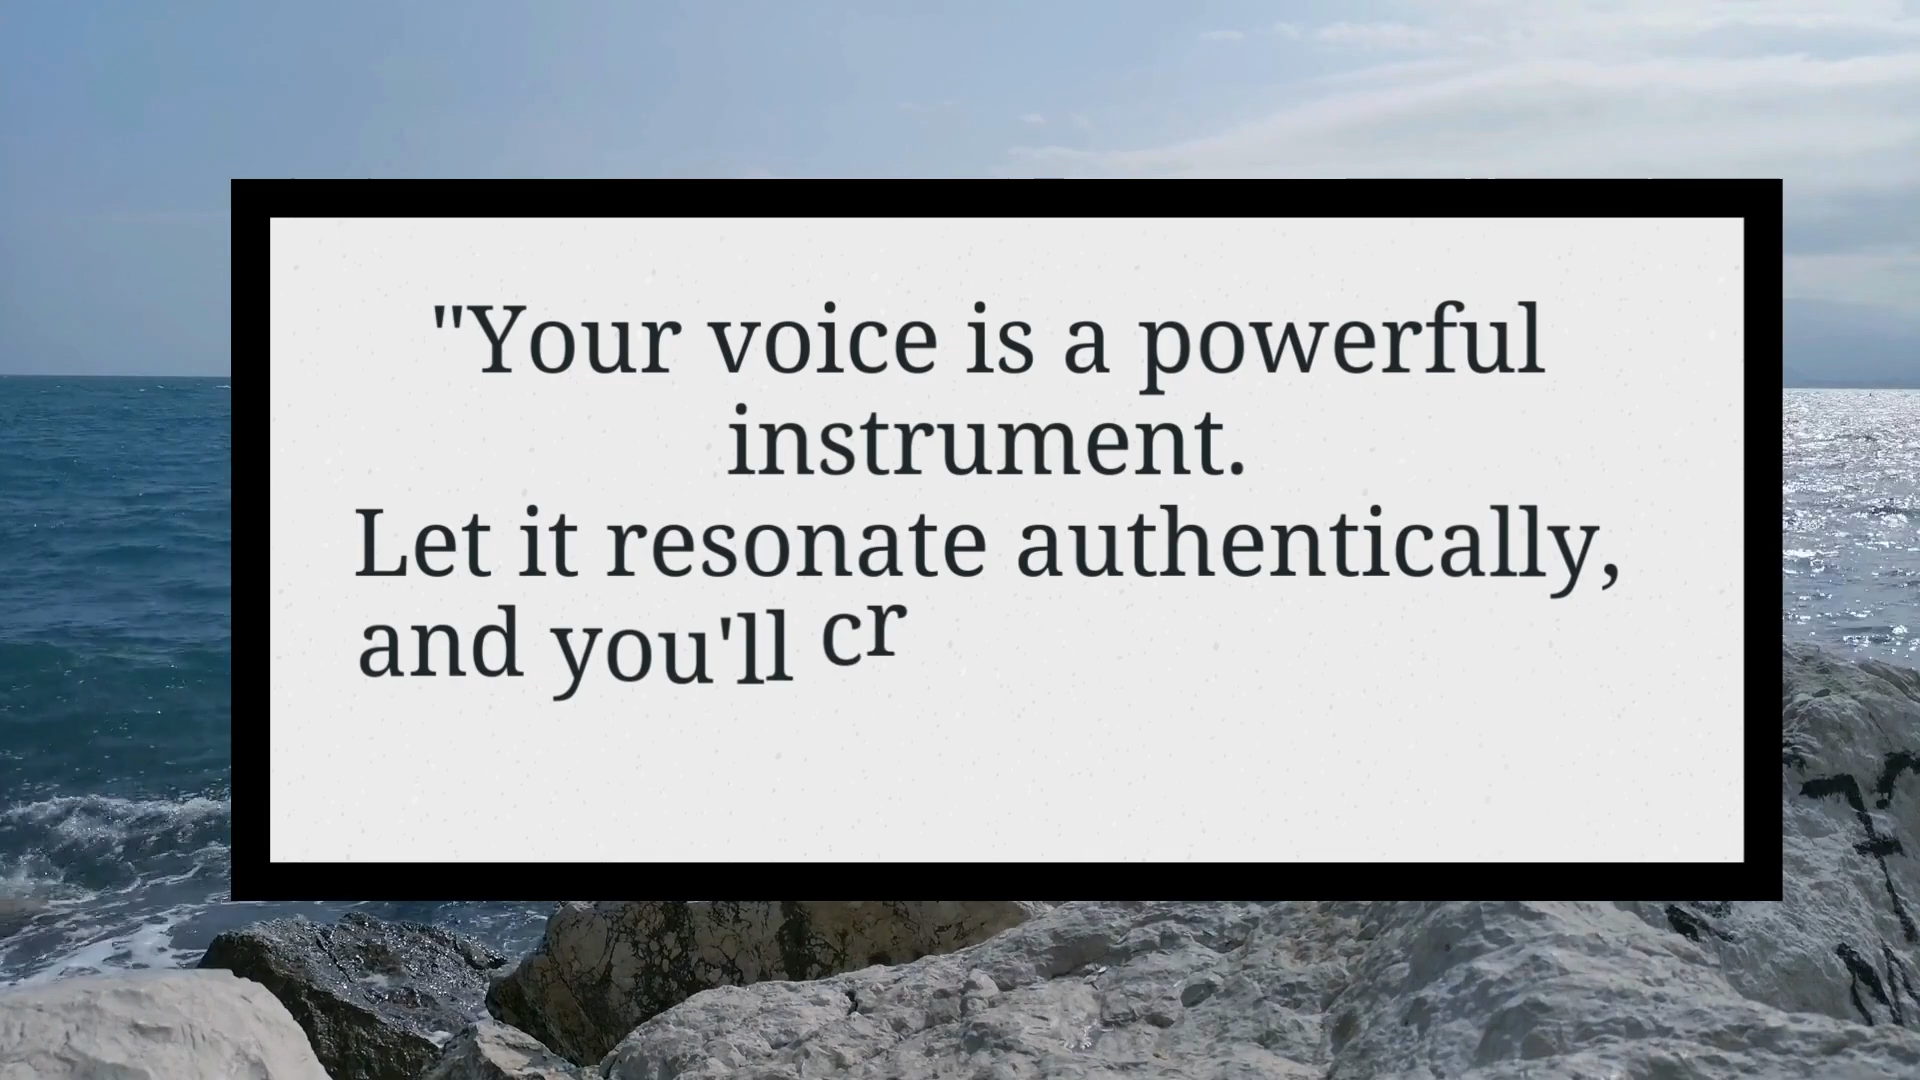 "Your voice is a powerful
instrument.
Let it resonate authentically,
and you'll cr